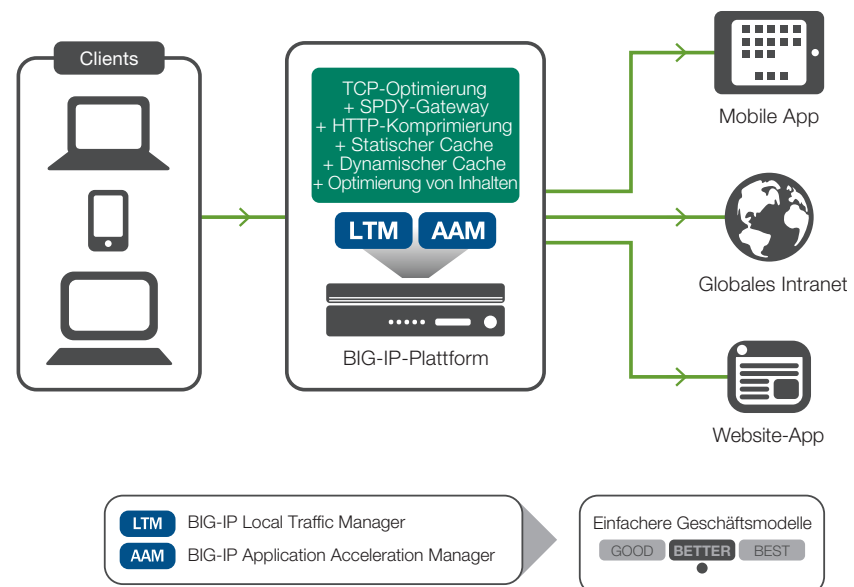 Clients
TCP-Optimierung
+ SPDY-Gateway
+ HTTP-Komprimierung
+ Statischer Cache
+ Dynamischer Cache
+ Optimierung von Inhalten
LTM AAM
BIG-IP-Plattform
Mobile App
Globales Intranet
Website-App
LTM BIG-IP Local Traffic Manager
AAM BIG-IP Application Acceleration Manager
Einfachere Geschäftsmodelle
GOOD BETTER BEST